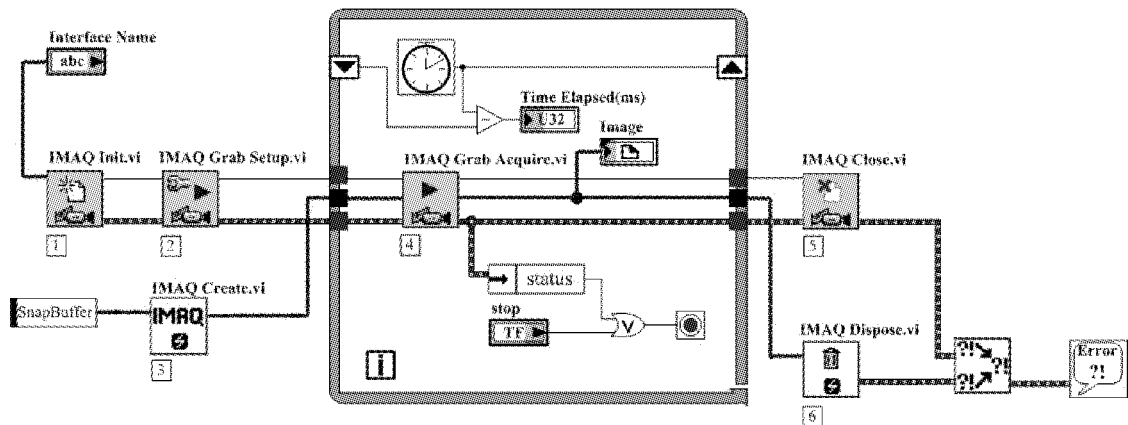 Interface Name
abc
Time Elapsed(ms)
U32
Image
IMAQ Init.vi
IMAQ Grab Setup.vi
IMAQ Grab Acquire.vi
IMAQ Close.vi
1
2
4
5
status
IMAQ Create.vi
stop
SnapBuffer
IMAQ
TF
V
IMAQ Dispose.vi
3
i
?!
?!
?!
Error
?!
6